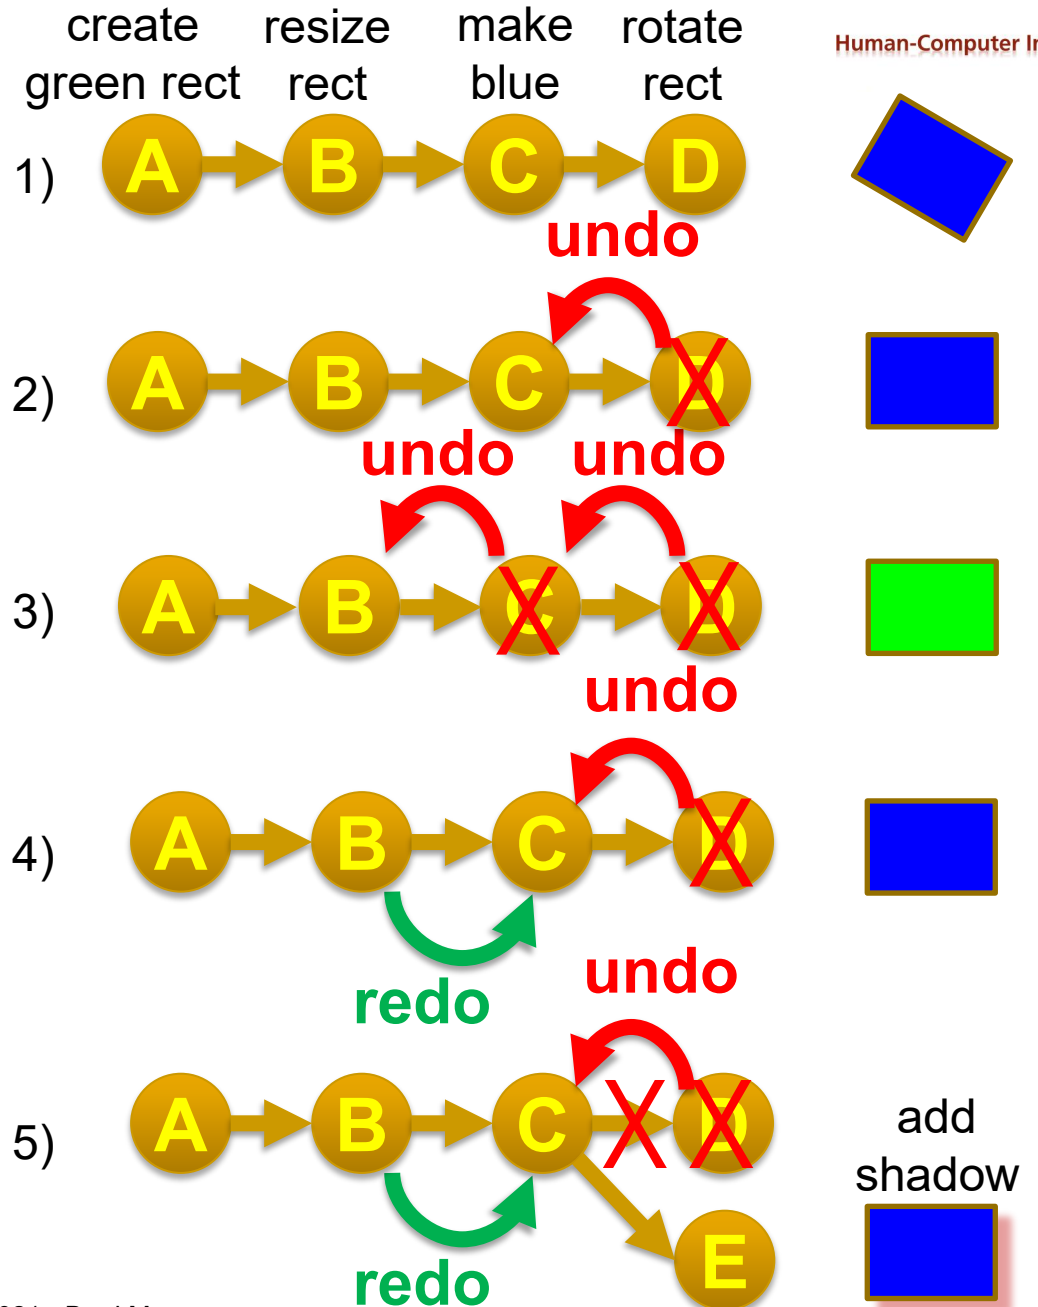 create resize make rotate
green rect rect blue rect
Human-Computer
1) A B C D
undo
2) A B C D
undo undo
3) A B C D
undo
4) A B C D
redo
undo
5) A B C D
add
shadow
E
redo